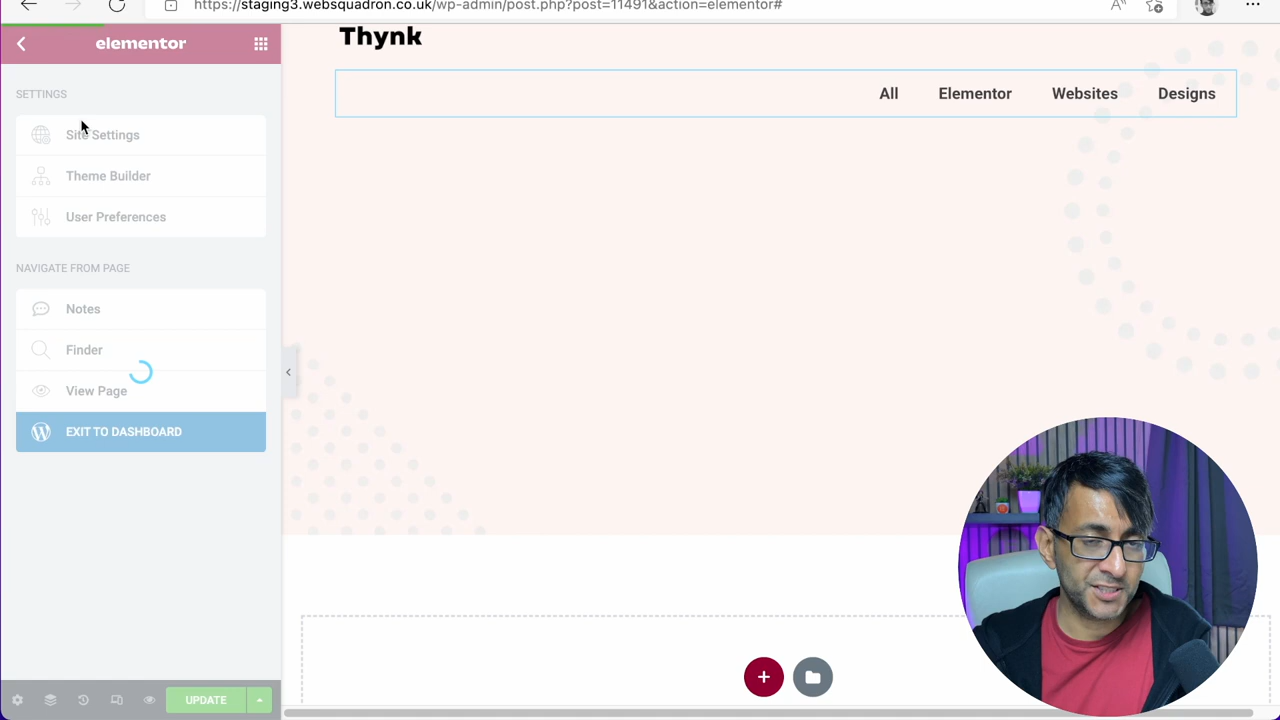 https://staging3.websquadron.co.uk/wp-admin/post.php?post=11491&action=elementor#
elementor
Thynk
SETTINGS
All Elementor Websites Designs
Site Settings
Theme Builder
User Preferences
NAVIGATE FROM PAGE
Notes
Finder
View Page
EXIT TO DASHBOARD
UPDATE